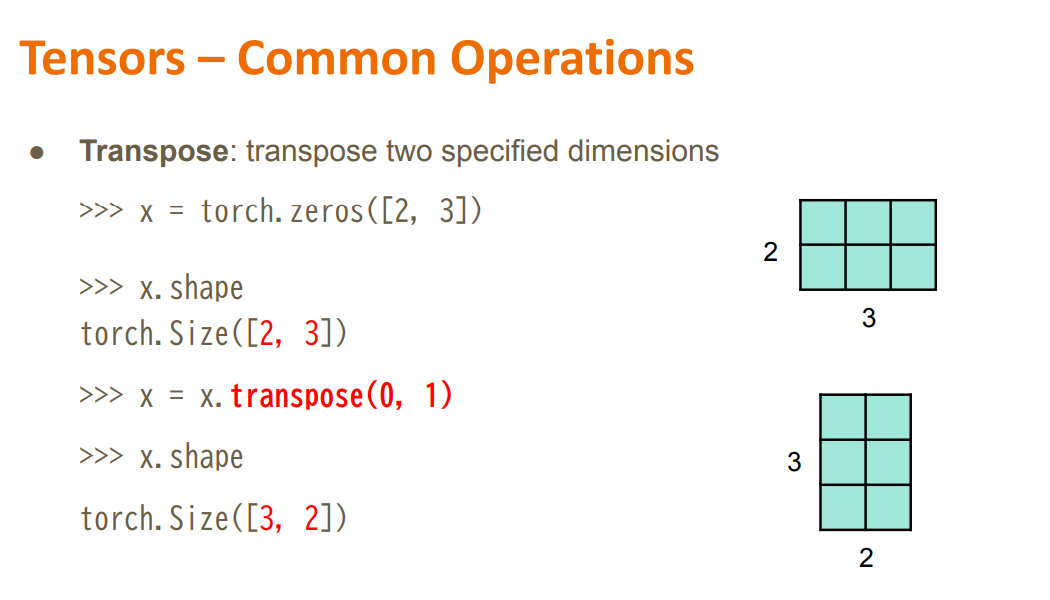 Tensors – Common Operations
● Transpose: transpose two specified dimensions
>>> x = torch.zeros([2, 3])
2
3
>>> x.shape
torch.Size([2, 3])
>>> x = x.transpose(0, 1)
>>> x.shape
3
torch.Size([3, 2])
2